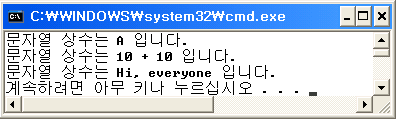 C:₩WINDOWS₩system32₩cmd.exe
문자열 상수는 A 입니다.
문자열 상수는 10 + 10 입니다.
문자열 상수는 Hi, everyone 입니다.
계속하려면 아무 키나 누르십시오 . . .